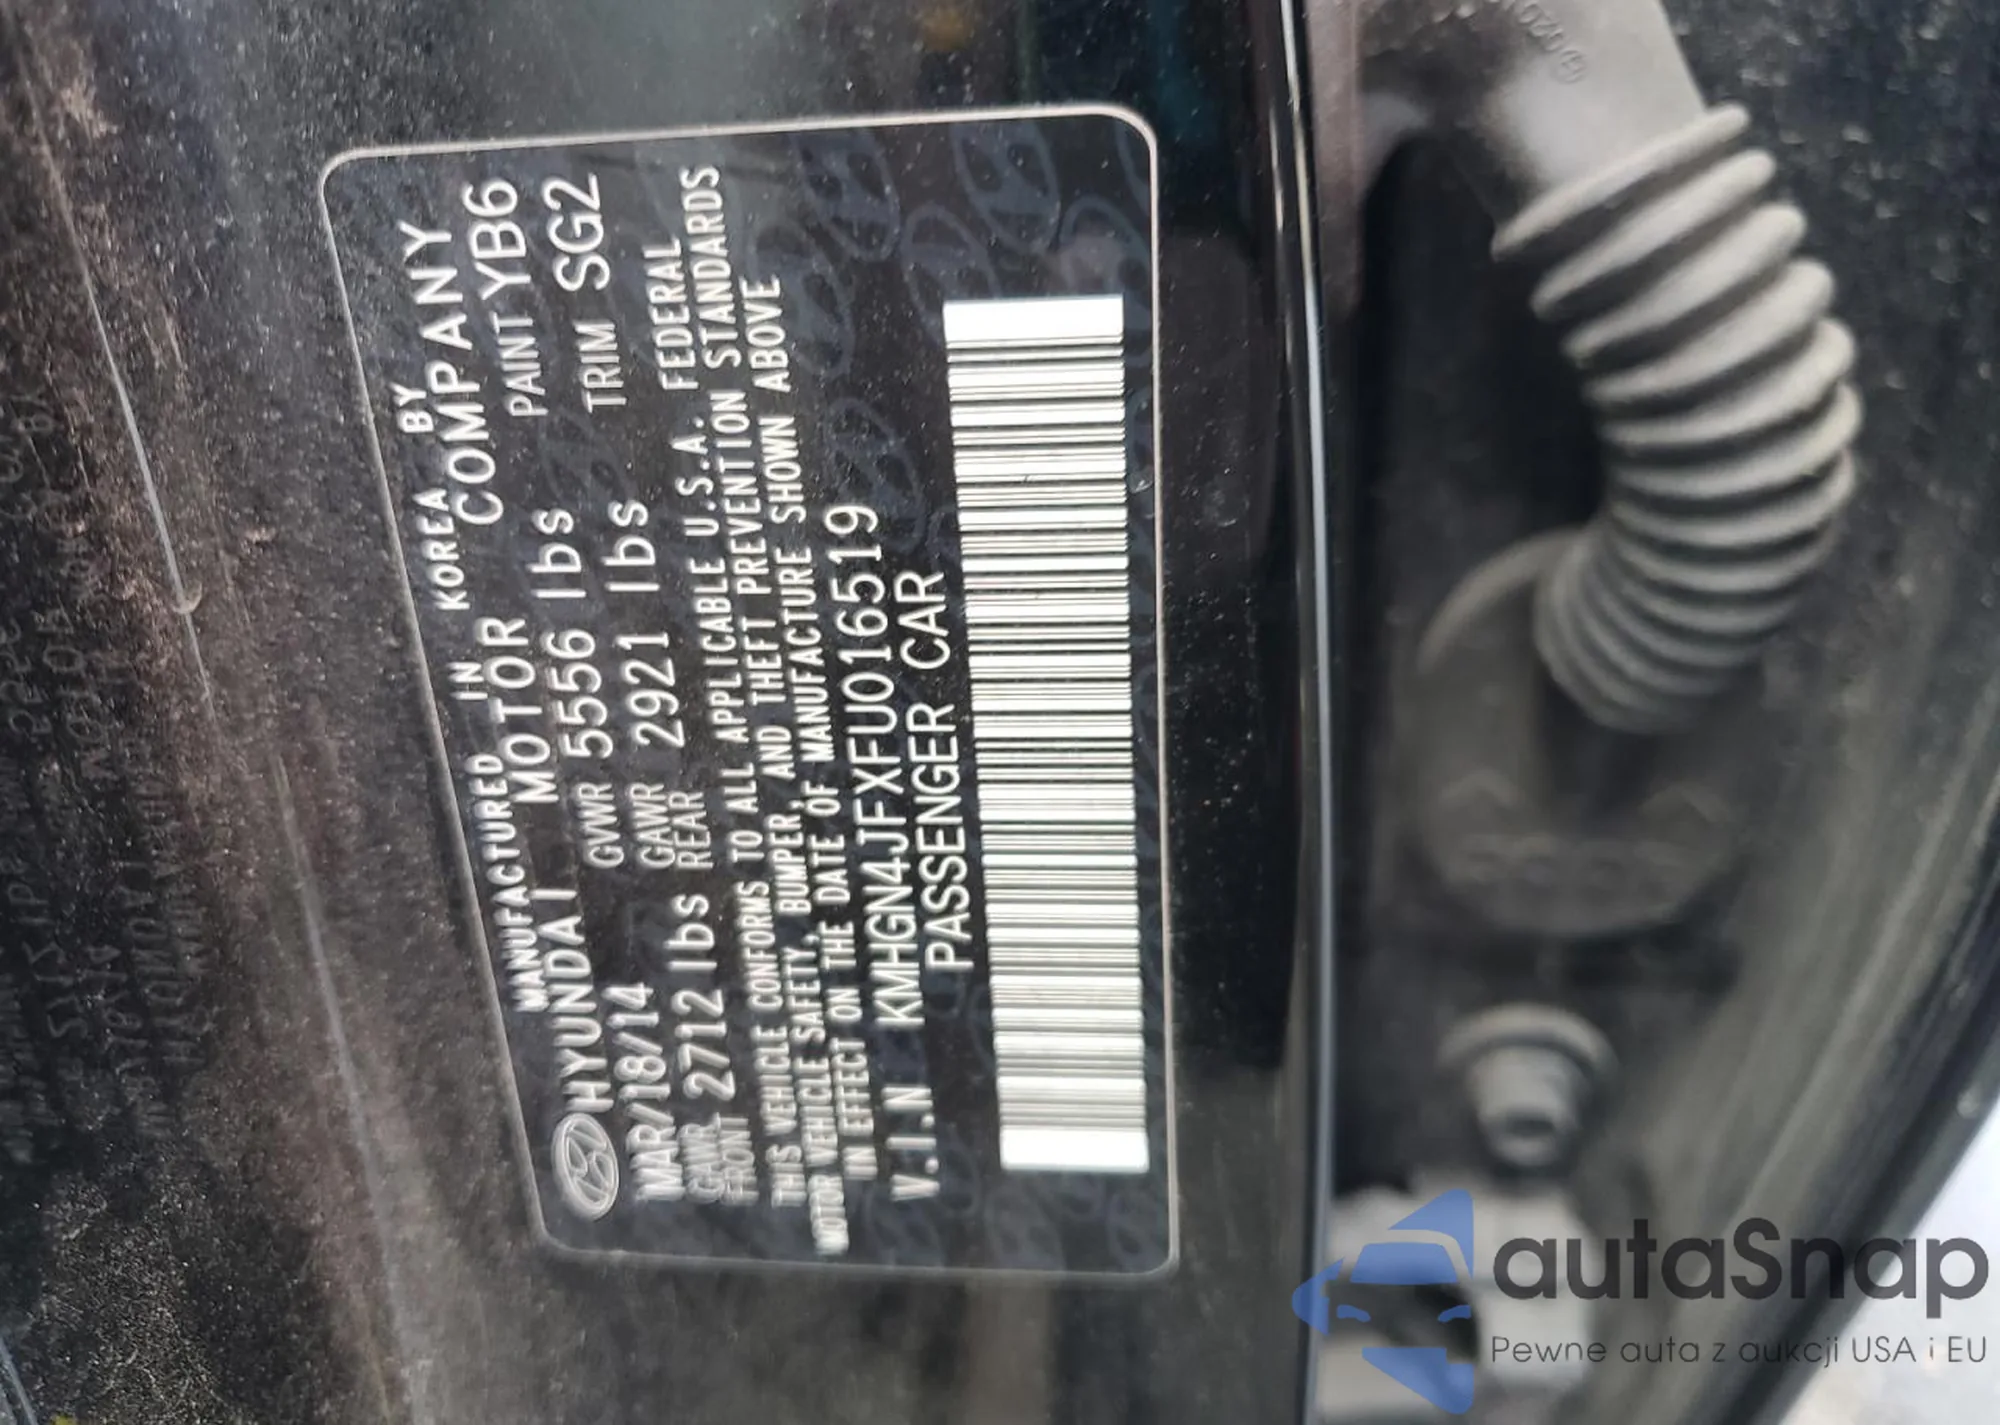 MANUFACTURED IN KOREA BY
HYUNDAI MOTOR COMPANY
MAR/18/14 GVWR 5556 lbs PAINT YB6
GAWR FRONT 2712 lbs GAWR REAR 2921 lbs TRIM SG2
THIS VEHICLE CONFORMS TO ALL APPLICABLE U.S.A. FEDERAL
MOTOR VEHICLE SAFETY, BUMPER, AND THEFT PREVENTION STANDARDS
IN EFFECT ON THE DATE OF MANUFACTURE SHOWN ABOVE
V.I.N KMHGN4JFXFU016519
PASSENGER CAR
autaSnap
Pewne auta z aukcji USA i EU